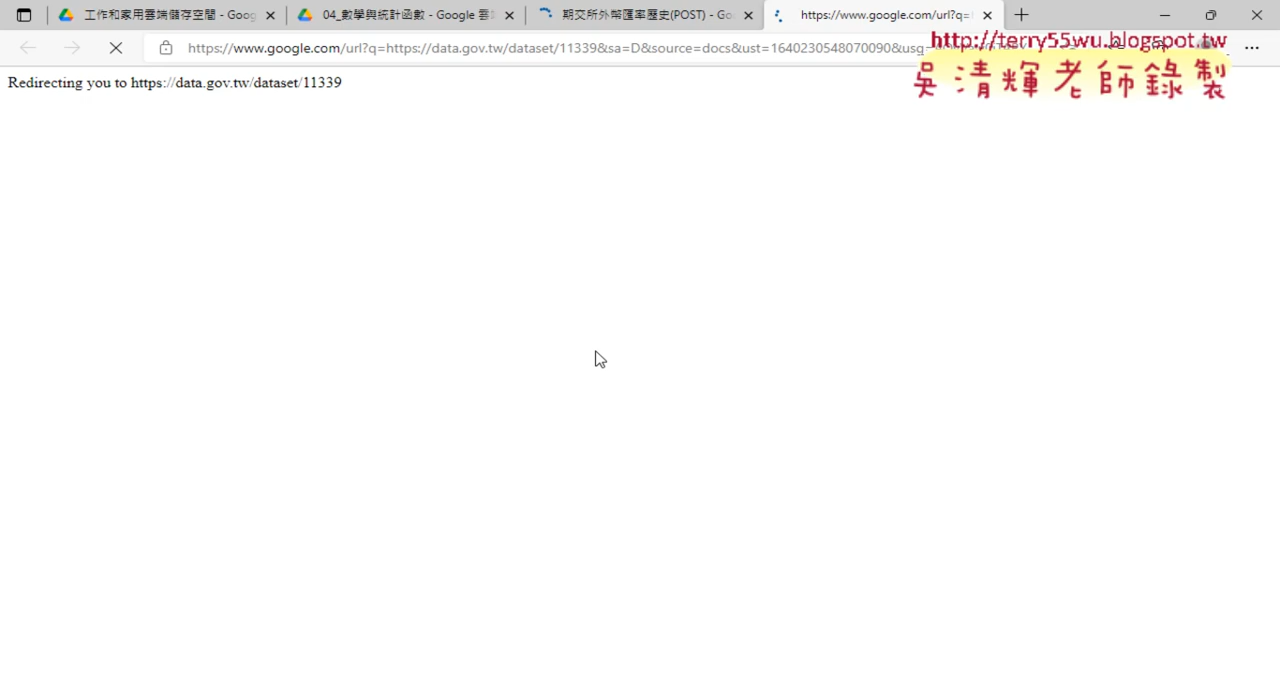 工作和家用雲端儲存空間 - Goog
04_數學與統計函數 - Google 雲
期交所外幣匯率歷史(POST) - Go
https://www.google.com/url?q=
https://www.google.com/url?q=https://data.gov.tw/dataset/11339&sa=D&source=docs&ust=1640230548070090&usg
http://terry55wu.blogspot.tw
吳清輝老師錄製
Redirecting you to https://data.gov.tw/dataset/11339